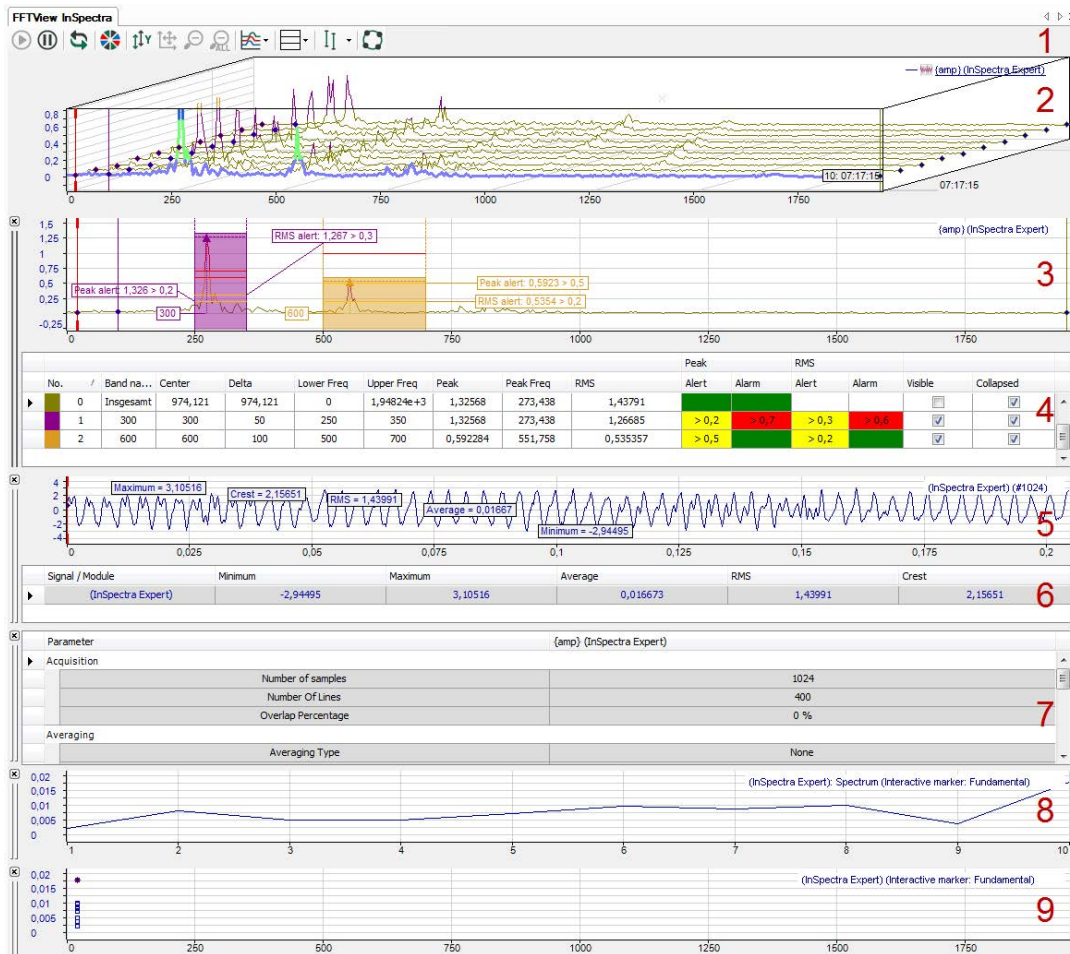 FFTView InSpectra
1
{amp} (InSpectra Expert)
2
0,8
0,6
0,4
0,2
0
10: 07:17:15
07:17:15
0 250 500 750 1000 1250 1500 1750
{amp} (InSpectra Expert)
1,5
1,25
1
0,75
0,5
0,25
-0,25
RMS alert: 1,267 > 0,3
Peak alert: 1,326 > 0,2
Peak alert: 0,5923 > 0,5
RMS alert: 0,5354 > 0,2
300
600
3
0 250 500 750 1000 1250 1500 1750
Peak RMS
No. / Band na... Center Delta Lower Freq Upper Freq Peak Peak Freq RMS Alert Alarm Alert Alarm Visible Collapsed
0 Insgesamt 974,121 974,121 0 1,94824e+3 1,32568 273,438 1,43791
1 300 300 50 250 350 1,32568 273,438 1,26685 > 0,2 > 0,7 > 0,3 > 0,6
2 600 600 100 500 700 0,592284 551,758 0,535357 > 0,5 > 0,2
4
4
2
0
-2
-4
Maximum = 3,10516
Crest = 2,15651
RMS = 1,43991
Average = 0,01667
Minimum = -2,94495
(InSpectra Expert) (#1024)
5
0 0,025 0,05 0,075 0,1 0,125 0,15 0,175 0,2
Signal / Module Minimum Maximum Average RMS Crest
(InSpectra Expert) -2,94495 3,10516 0,016673 1,43991 2,15651
6
Parameter {amp} (InSpectra Expert)
Acquisition
Number of samples 1024
Number Of Lines 400
Overlap Percentage 0 %
7
Averaging
Averaging Type None
0,02
0,015
0,01
0,005
0
(InSpectra Expert): Spectrum (Interactive marker: Fundamental)
8
1 2 3 4 5 6 7 8 9 10
0,02
0,015
0,01
0,005
0
(InSpectra Expert) (Interactive marker: Fundamental)
9
0 250 500 750 1000 1250 1500 1750